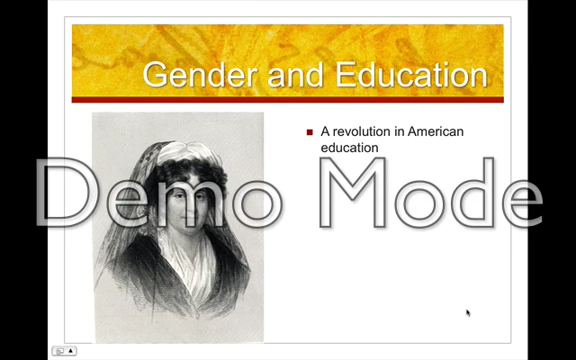 Gender and Education
A revolution in American
education
Demo Mode